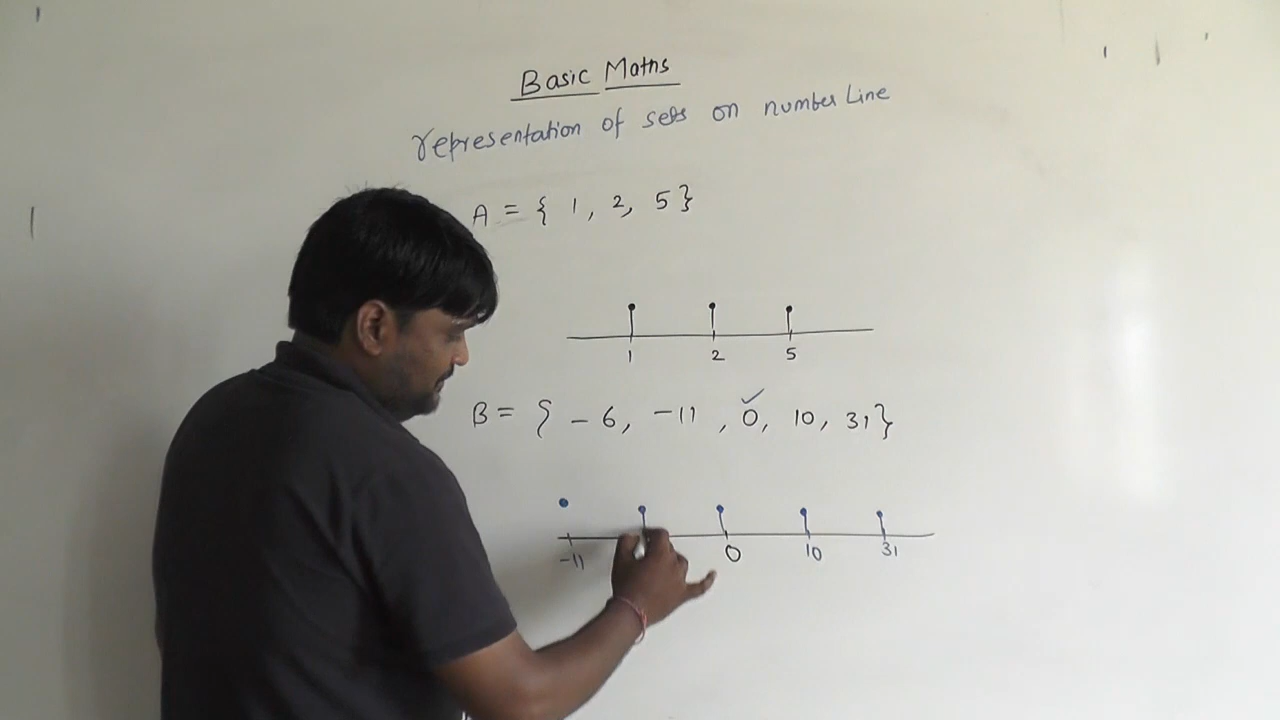 Basic Maths
representation of sets on number Line
A = { 1, 2, 5}
1 2 5
B = { - 6, -11 , 0, 10, 31}
-11 0 10 31